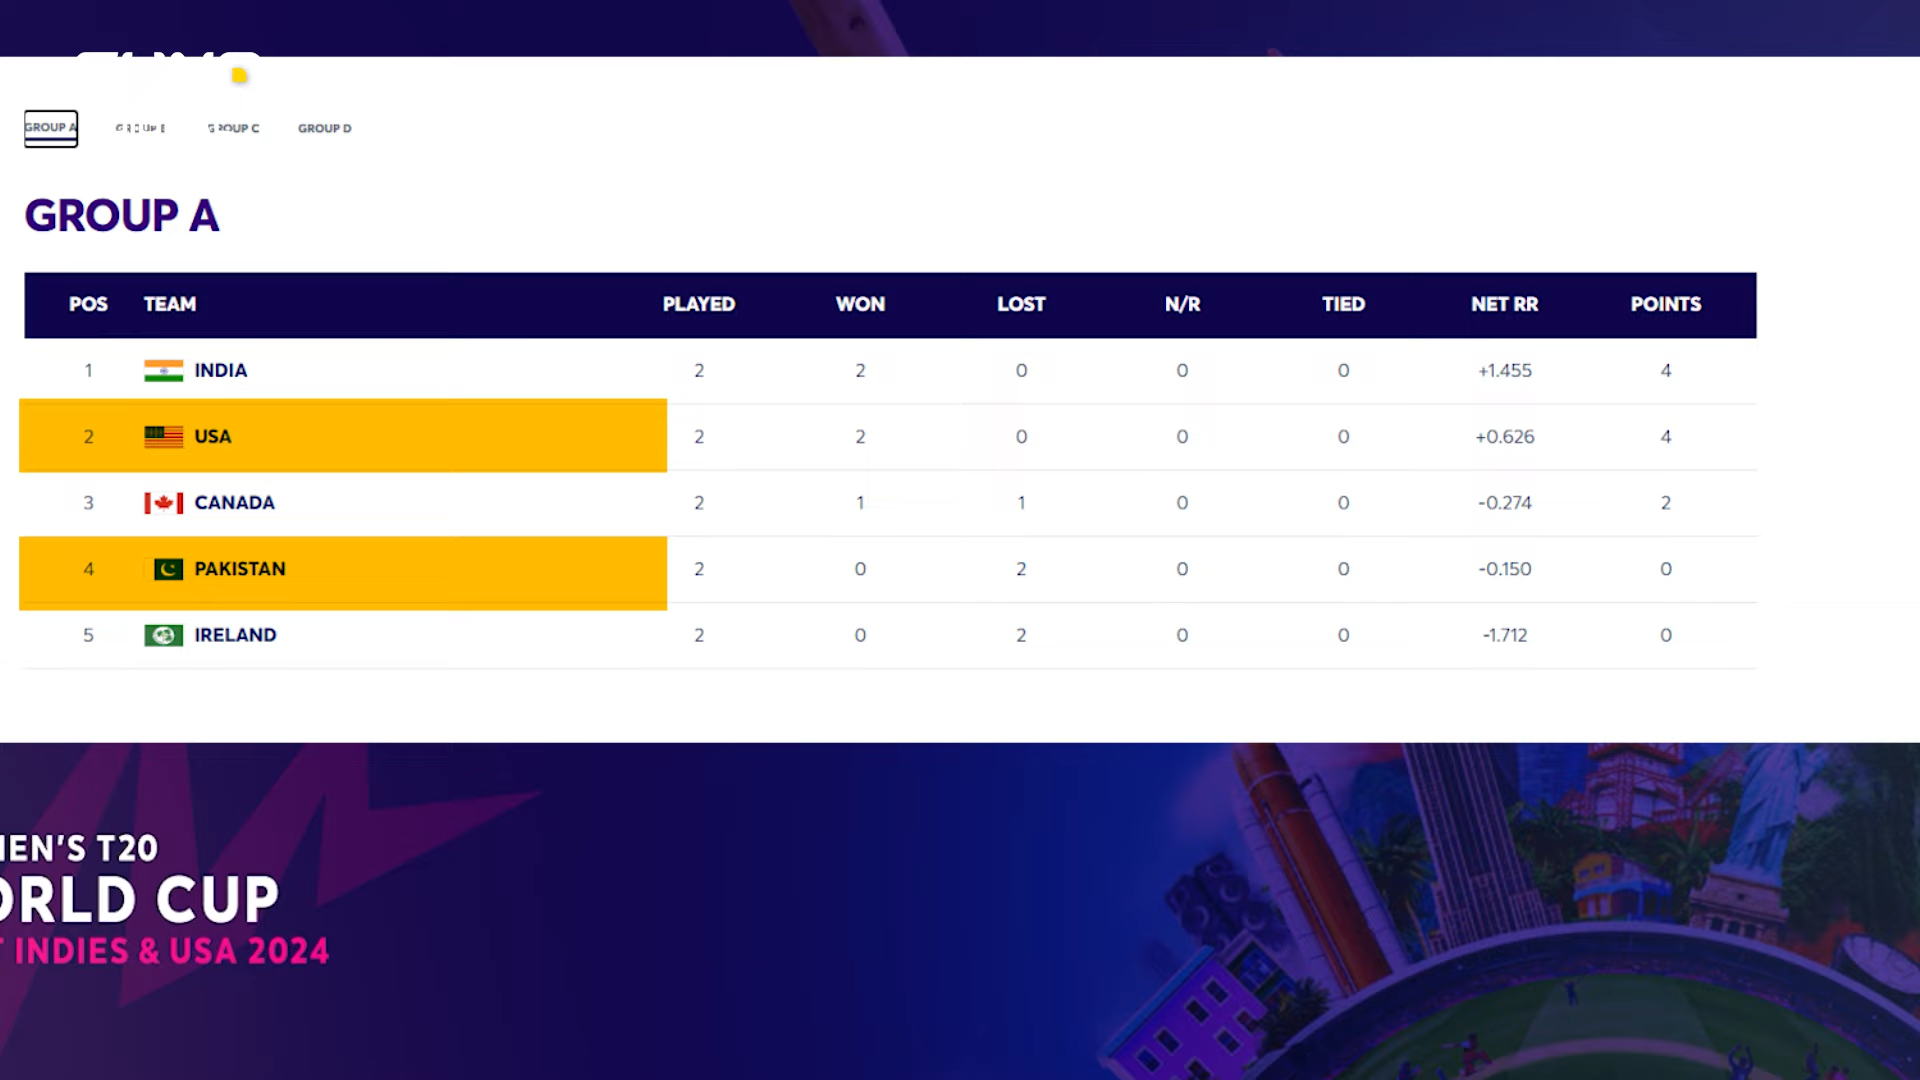 GROUP A GROUP C GROUP D
GROUP A
POS TEAM PLAYED WON LOST N/R TIED NET RR POINTS
1 INDIA 2 2 0 0 0 +1.455 4
2 USA 2 2 0 0 0 +0.626 4
3 CANADA 2 1 1 0 0 -0.274 2
4 PAKISTAN 2 0 2 0 0 -0.150 0
5 IRELAND 2 0 2 0 0 -1.712 0
EN'S T20
ORLD CUP
T INDIES & USA 2024